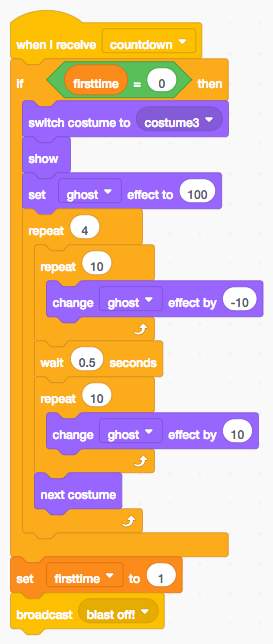 when I receive countdown
if firsttime = 0 then
switch costume to costume3
show
set ghost effect to 100
repeat 4
repeat 10
change ghost effect by -10
wait 0.5 seconds
repeat 10
change ghost effect by 10
next costume
set firsttime to 1
broadcast blast off!